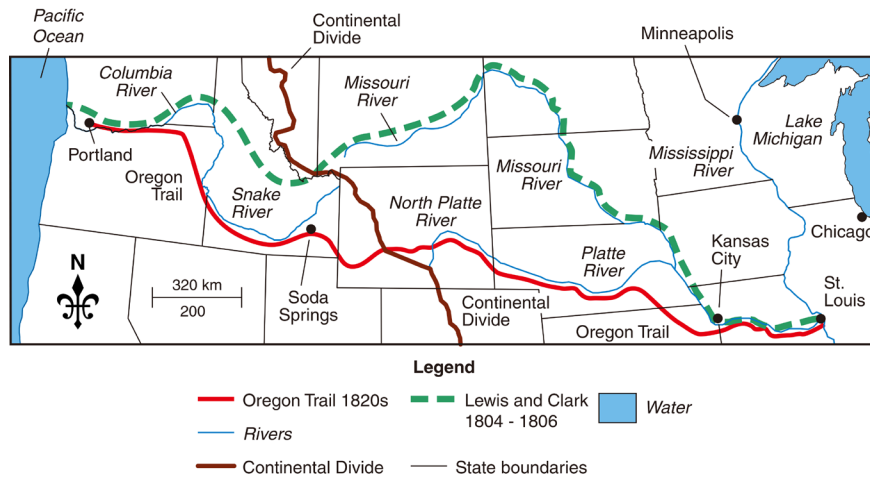 Pacific
Ocean
Continental
Divide
Minneapolis
Columbia
River
Missouri
River
Lake
Michigan
Portland
Oregon
Trail
Snake
River
Missouri
River
Mississippi
River
North Platte
River
Platte
River
Kansas
City
Chicago
N
320 km
200
Soda
Springs
Continental
Divide
Oregon Trail
St.
Louis
Legend
Oregon Trail 1820s
Lewis and Clark
1804 - 1806
Water
Rivers
Continental Divide
State boundaries